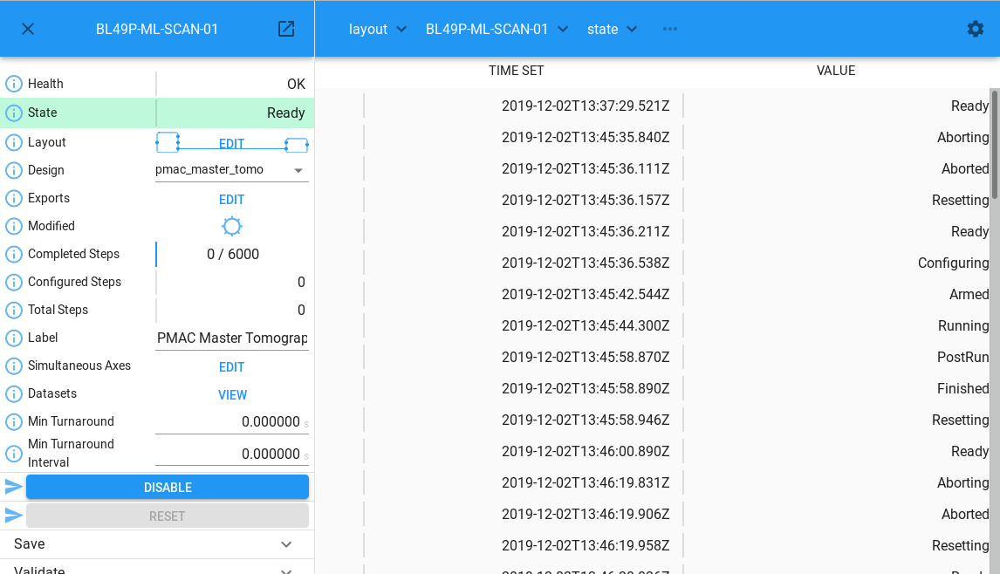 BL49P-ML-SCAN-01
layout BL49P-ML-SCAN-01 state ...
Health OK
State Ready
Layout EDIT
Design pmac_master_tomo
Exports EDIT
Modified
Completed Steps 0 / 6000
Configured Steps 0
Total Steps 0
Label PMAC Master Tomograp
Simultaneous Axes EDIT
Datasets VIEW
Min Turnaround 0.000000 s
Min Turnaround
Interval 0.000000 s
DISABLE
RESET
Save
Validate
TIME SET VALUE
2019-12-02T13:37:29.521Z Ready
2019-12-02T13:45:35.840Z Aborting
2019-12-02T13:45:36.111Z Aborted
2019-12-02T13:45:36.157Z Resetting
2019-12-02T13:45:36.211Z Ready
2019-12-02T13:45:36.538Z Configuring
2019-12-02T13:45:42.544Z Armed
2019-12-02T13:45:44.300Z Running
2019-12-02T13:45:58.870Z PostRun
2019-12-02T13:45:58.890Z Finished
2019-12-02T13:45:58.946Z Resetting
2019-12-02T13:46:00.890Z Ready
2019-12-02T13:46:19.831Z Aborting
2019-12-02T13:46:19.906Z Aborted
2019-12-02T13:46:19.958Z Resetting